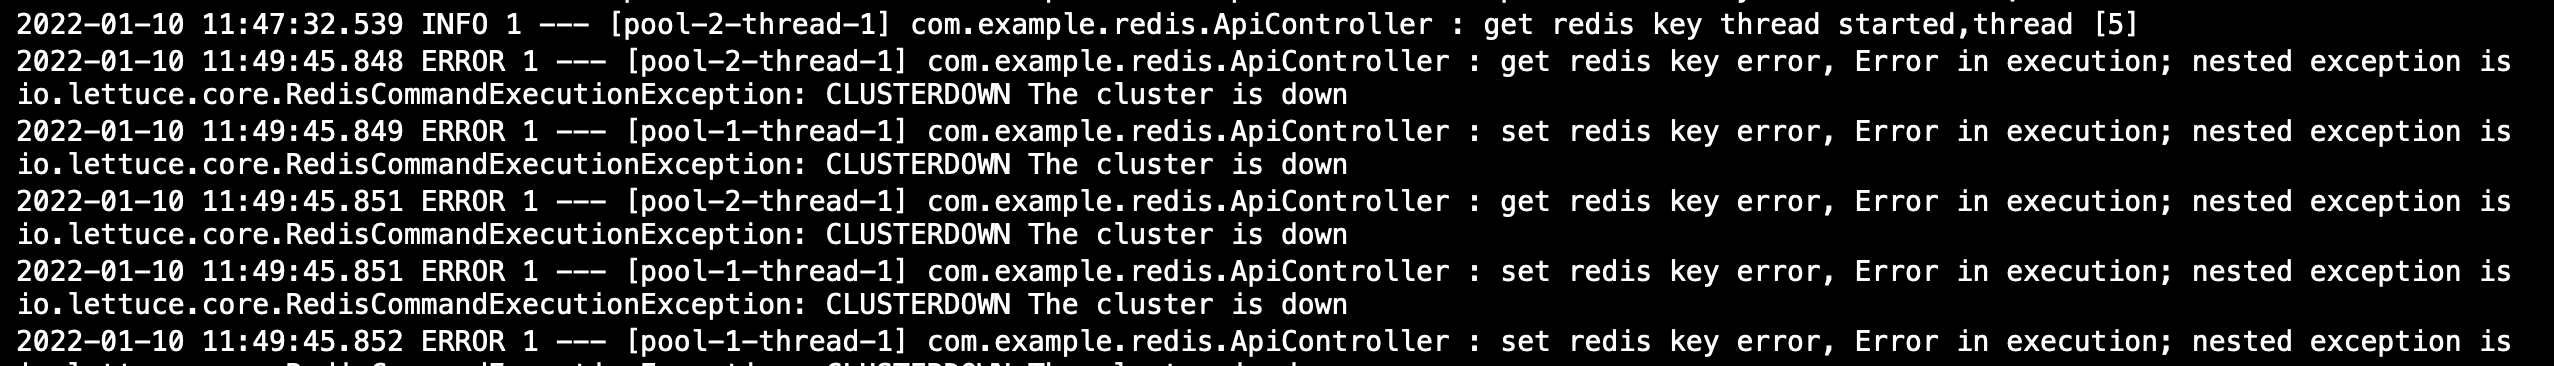 2022-01-10 11:47:32.539 INFO 1 --- [pool-2-thread-1] com.example.redis.ApiController : get redis key thread started,thread [5]
2022-01-10 11:49:45.848 ERROR 1 --- [pool-2-thread-1] com.example.redis.ApiController : get redis key error, Error in execution; nested exception is
io.lettuce.core.RedisCommandExecutionException: CLUSTERDOWN The cluster is down
2022-01-10 11:49:45.849 ERROR 1 --- [pool-1-thread-1] com.example.redis.ApiController : set redis key error, Error in execution; nested exception is
io.lettuce.core.RedisCommandExecutionException: CLUSTERDOWN The cluster is down
2022-01-10 11:49:45.851 ERROR 1 --- [pool-2-thread-1] com.example.redis.ApiController : get redis key error, Error in execution; nested exception is
io.lettuce.core.RedisCommandExecutionException: CLUSTERDOWN The cluster is down
2022-01-10 11:49:45.851 ERROR 1 --- [pool-1-thread-1] com.example.redis.ApiController : set redis key error, Error in execution; nested exception is
io.lettuce.core.RedisCommandExecutionException: CLUSTERDOWN The cluster is down
2022-01-10 11:49:45.852 ERROR 1 --- [pool-1-thread-1] com.example.redis.ApiController : set redis key error, Error in execution; nested exception is